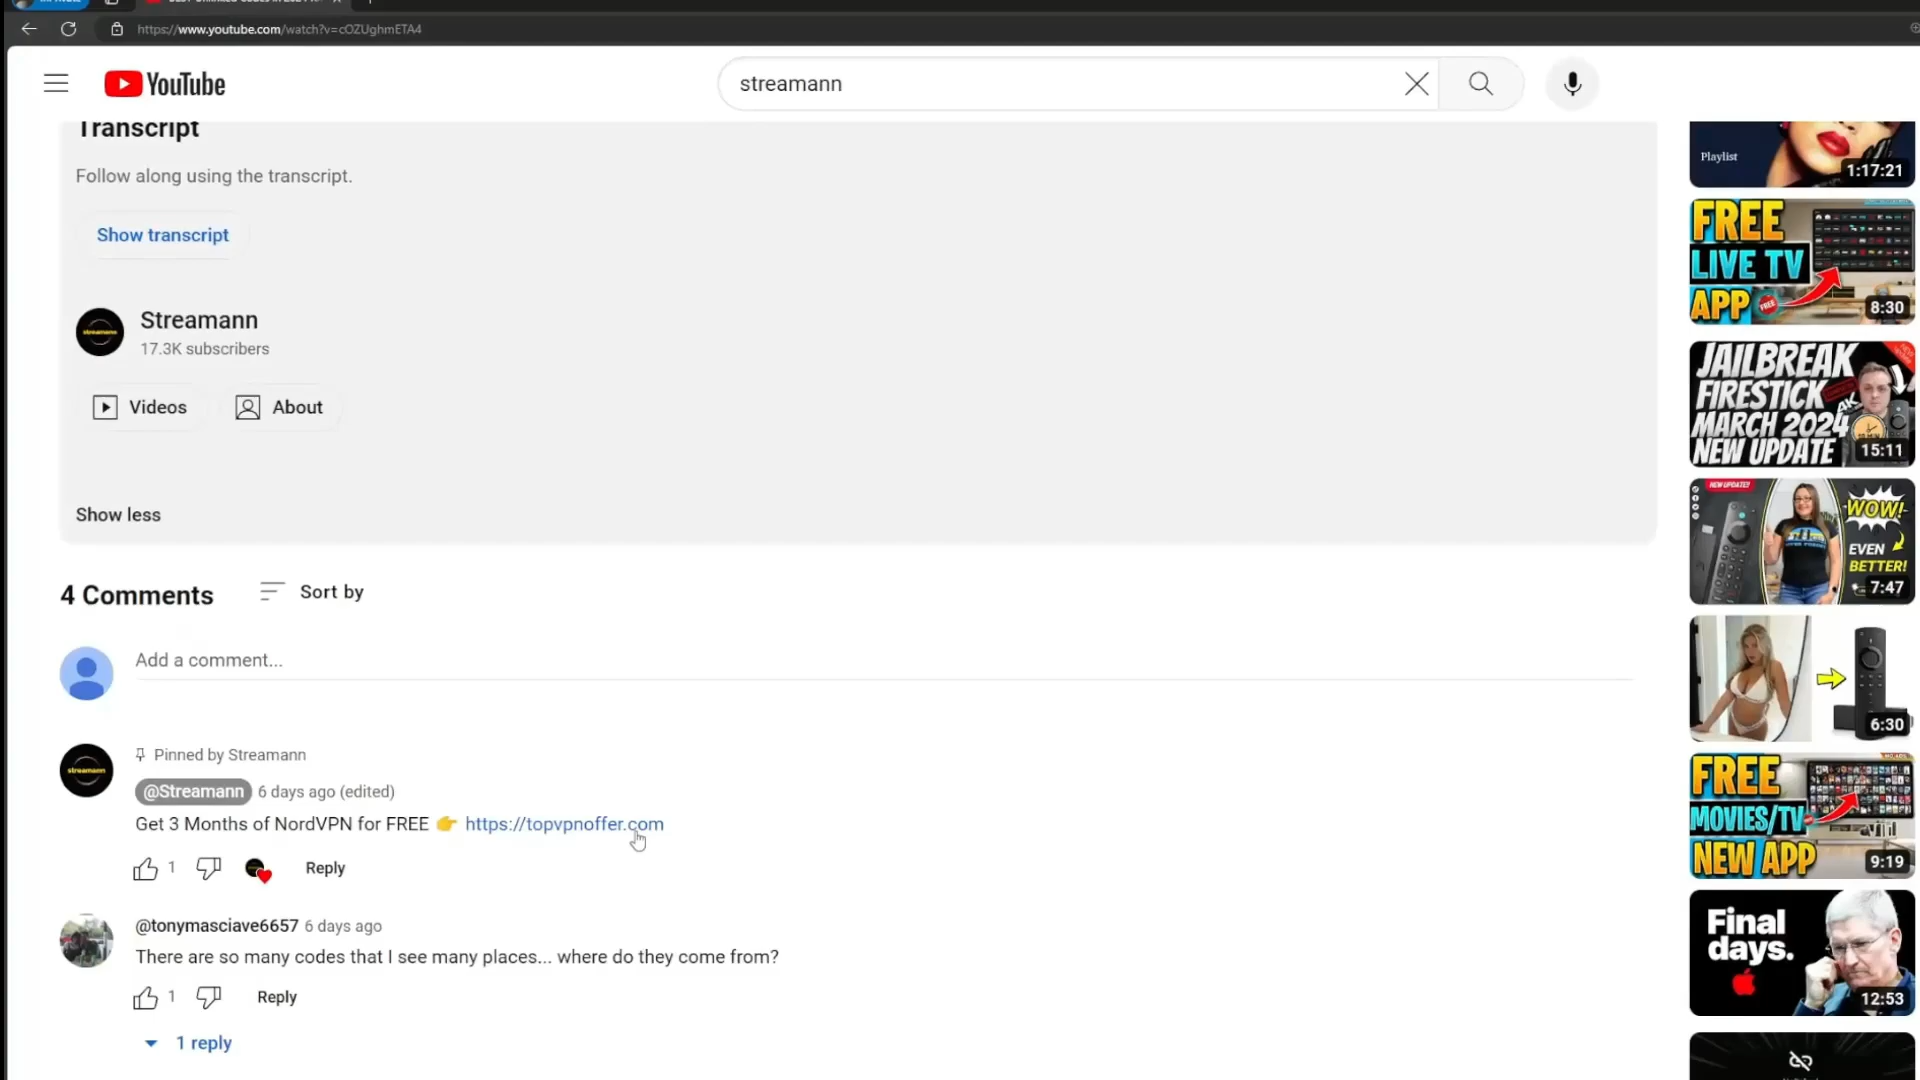 https://www.youtube.com/watch?v=cOZUghmETA4
YouTube
streamann
Transcript
Follow along using the transcript.
Show transcript
Streamann
17.3K subscribers
Videos
About
Show less
4 Comments
Sort by
Add a comment...
Pinned by Streamann
@Streamann 6 days ago (edited)
Get 3 Months of NordVPN for FREE 👉 https://topvpnoffer.com
1
Reply
@tonymasciave6657 6 days ago
There are so many codes that I see many places... where do they come from?
1
Reply
1 reply
Playlist
1:17:21
FREE
LIVE TV
APP
FREE
8:30
JAILBREAK
FIRESTICK
MARCH 2024
NEW UPDATE
4K
15:11
NEW UPDATE!
WOW!
EVEN
BETTER!
7:47
6:30
FREE
MOVIES/TV
NEW APP
9:19
Final
days.
12:53